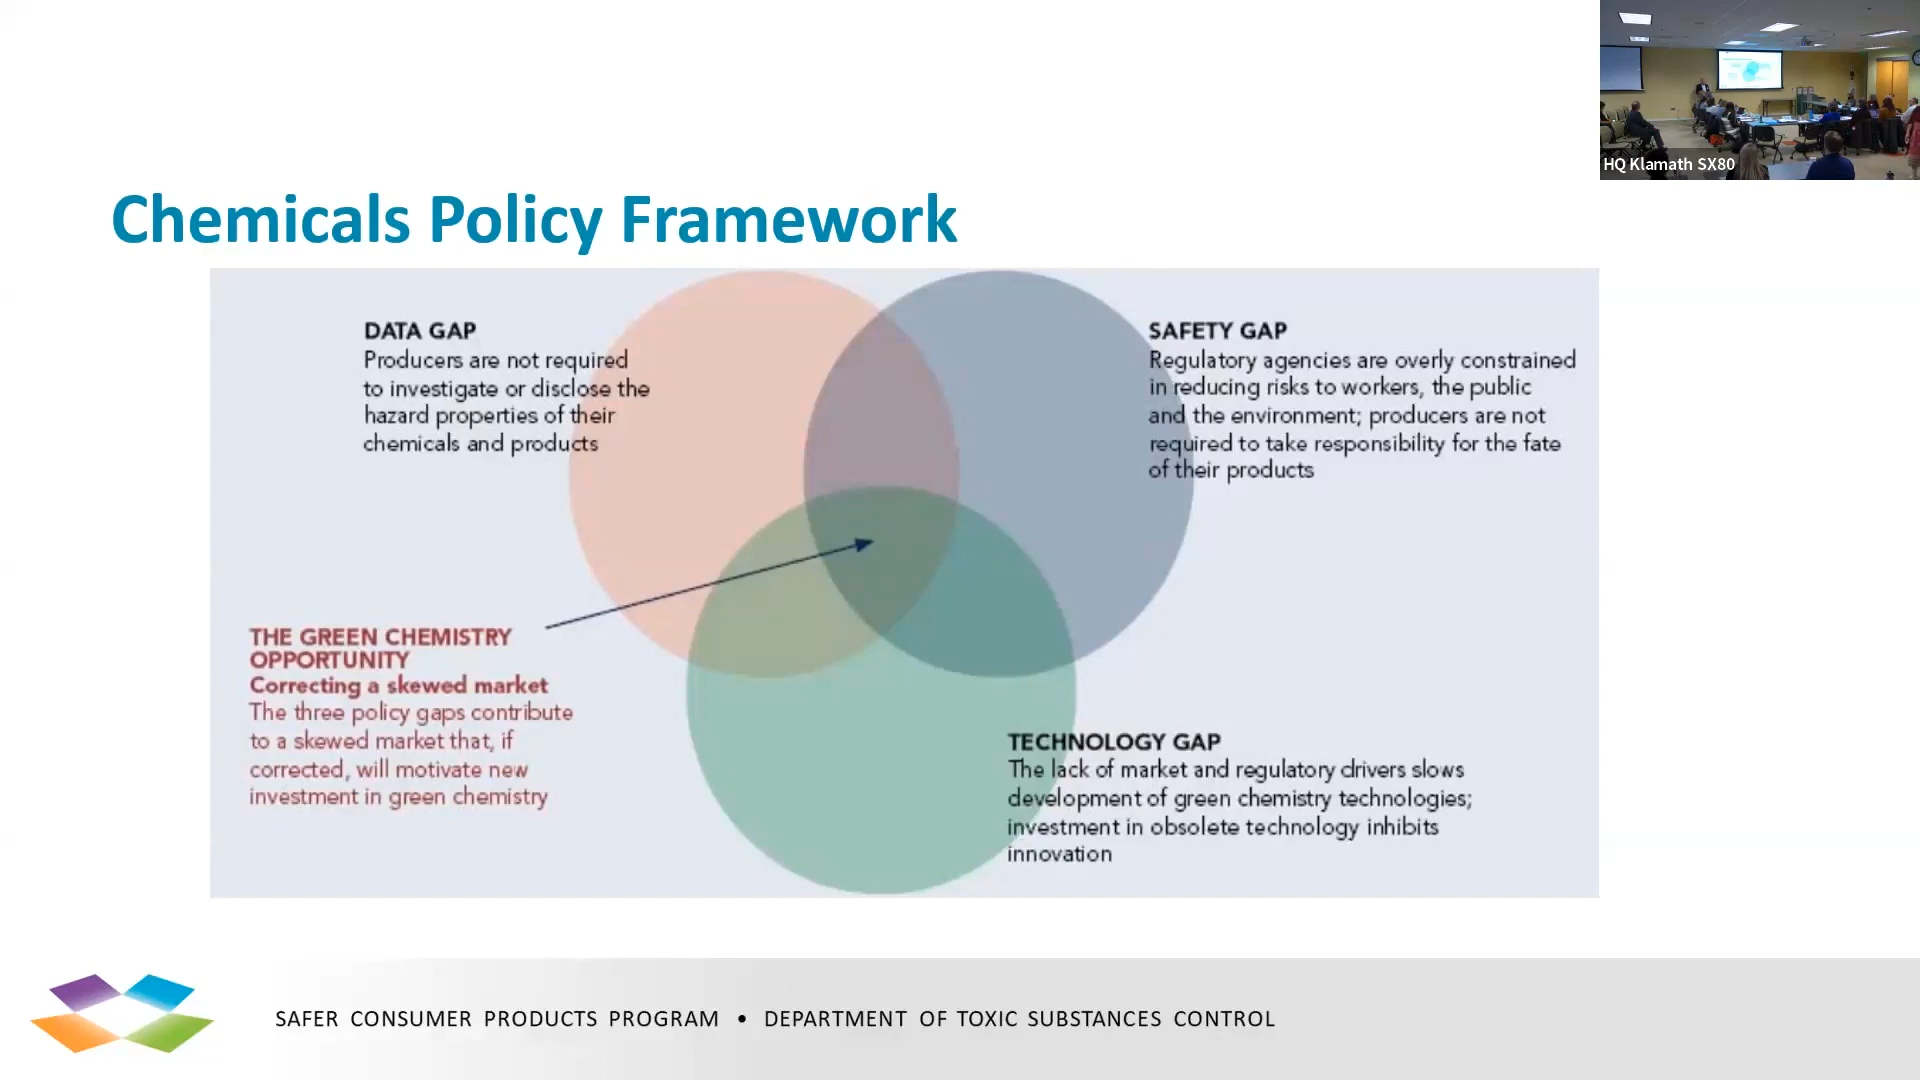 HQ Klamath SX80
Chemicals Policy Framework
DATA GAP
Producers are not required
to investigate or disclose the
hazard properties of their
chemicals and products
SAFETY GAP
Regulatory agencies are overly constrained
in reducing risks to workers, the public
and the environment; producers are not
required to take responsibility for the fate
of their products
THE GREEN CHEMISTRY
OPPORTUNITY
Correcting a skewed market
The three policy gaps contribute
to a skewed market that, if
corrected, will motivate new
investment in green chemistry
TECHNOLOGY GAP
The lack of market and regulatory drivers slows
development of green chemistry technologies;
investment in obsolete technology inhibits
innovation
SAFER CONSUMER PRODUCTS PROGRAM • DEPARTMENT OF TOXIC SUBSTANCES CONTROL